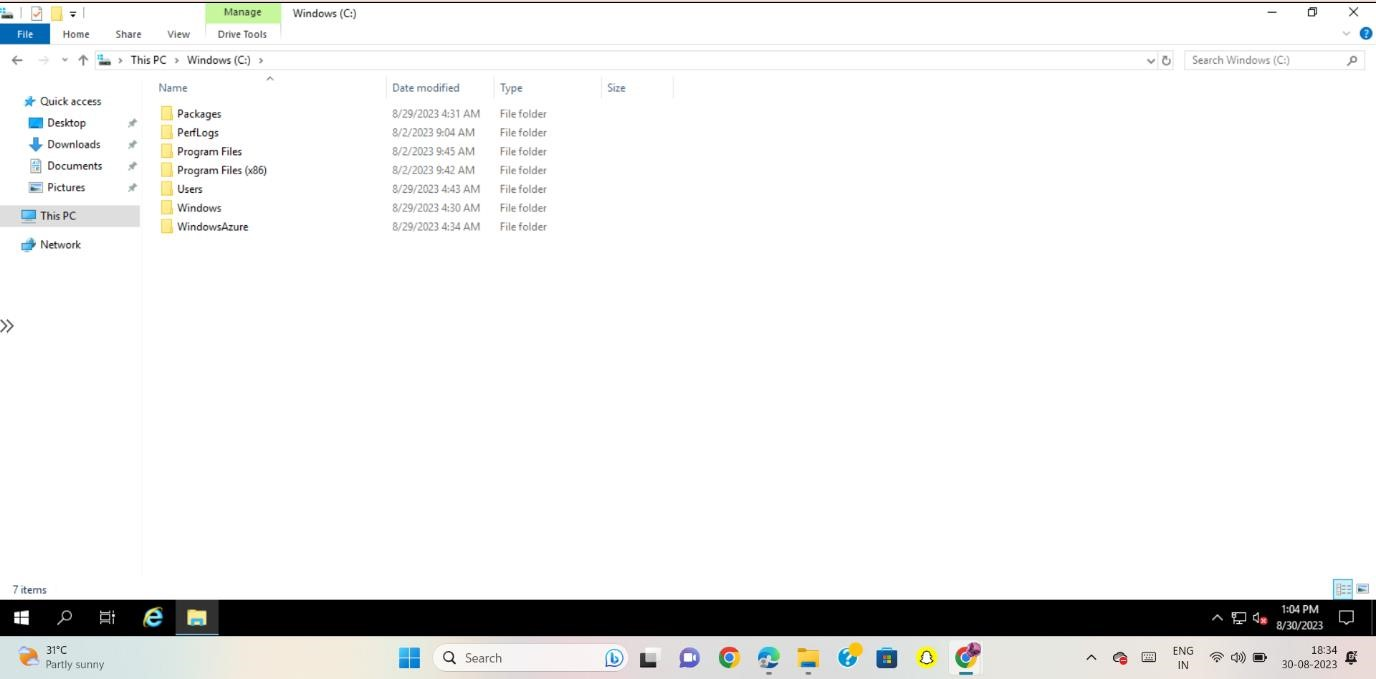 Manage Windows (C:)
File Home Share View Drive Tools
This PC Windows (C:) Search Windows (C:)
Name Date modified Type Size
Quick access
Desktop
Downloads
Documents
Pictures
This PC
Network
Packages 8/29/2023 4:31 AM File folder
PerfLogs 8/2/2023 9:04 AM File folder
Program Files 8/2/2023 9:45 AM File folder
Program Files (x86) 8/2/2023 9:42 AM File folder
Users 8/29/2023 4:43 AM File folder
Windows 8/29/2023 4:30 AM File folder
WindowsAzure 8/29/2023 4:34 AM File folder
7 items
1:04 PM
8/30/2023
31°C
Partly sunny
Search
ENG
IN
18:34
30-08-2023